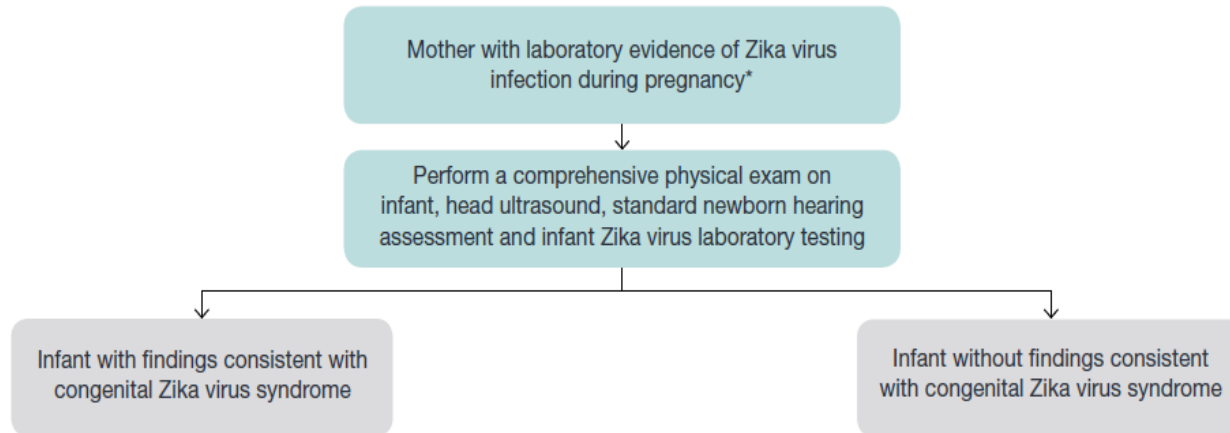 Mother with laboratory evidence of Zika virus
infection during pregnancy*
Perform a comprehensive physical exam on
infant, head ultrasound, standard newborn hearing
assessment and infant Zika virus laboratory testing
Infant with findings consistent with
congenital Zika virus syndrome
Infant without findings consistent
with congenital Zika virus syndrome